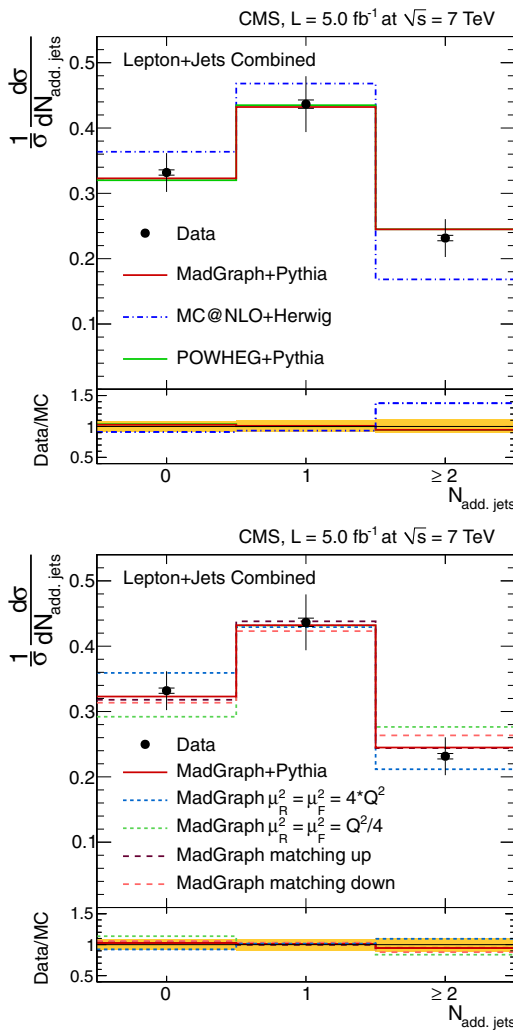 CMS, L = 5.0 fb⁻¹ at √s = 7 TeV
Lepton+Jets Combined
1/σ dσ/dN_add. jets
0.5
0.4
0.3
0.2
0.1
Data
MadGraph+Pythia
MC@NLO+Herwig
POWHEG+Pythia
Data/MC
1.5
1
0.5
0 1 ≥ 2
N_add. jets
CMS, L = 5.0 fb⁻¹ at √s = 7 TeV
Lepton+Jets Combined
1/σ dσ/dN_add. jets
0.5
0.4
0.3
0.2
0.1
Data
MadGraph+Pythia
MadGraph μ²_R = μ²_F = 4*Q²
MadGraph μ²_R = μ²_F = Q²/4
MadGraph matching up
MadGraph matching down
Data/MC
1.5
1
0.5
0 1 ≥ 2
N_add. jets